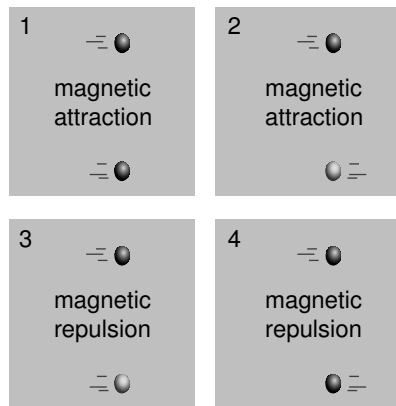 1
magnetic
attraction
2
magnetic
attraction
3
magnetic
repulsion
4
magnetic
repulsion